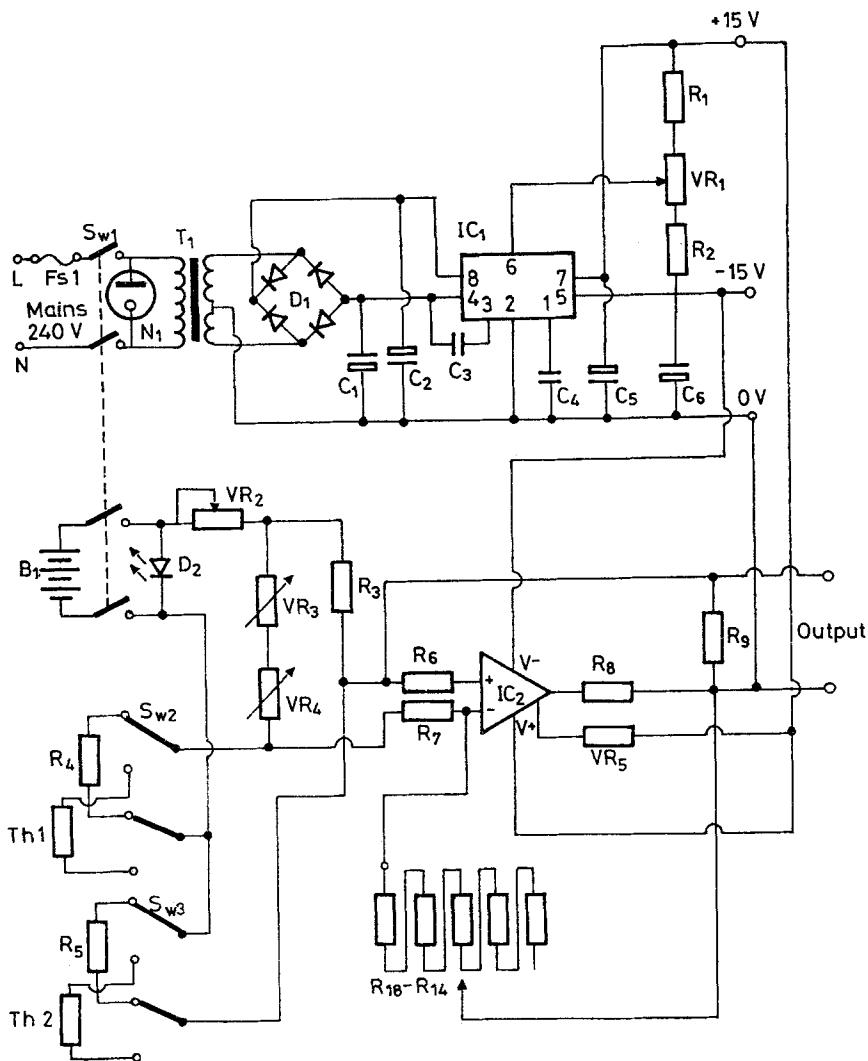 +15 V
R1
Sw1
T1
IC1
VR1
6
R2
L
Fs1
8
7
-15 V
D1
4
3
2
1
5
Mains
240 V
N1
N
C3
C1
C2
C4
C5
C6
0 V
VR2
B1
D2
R3
VR3
R9
Output
R6
V-
R8
+
IC2
VR4
-
Sw2
R7
V+
R4
VR5
Th1
Sw3
R5
R18-R14
Th2